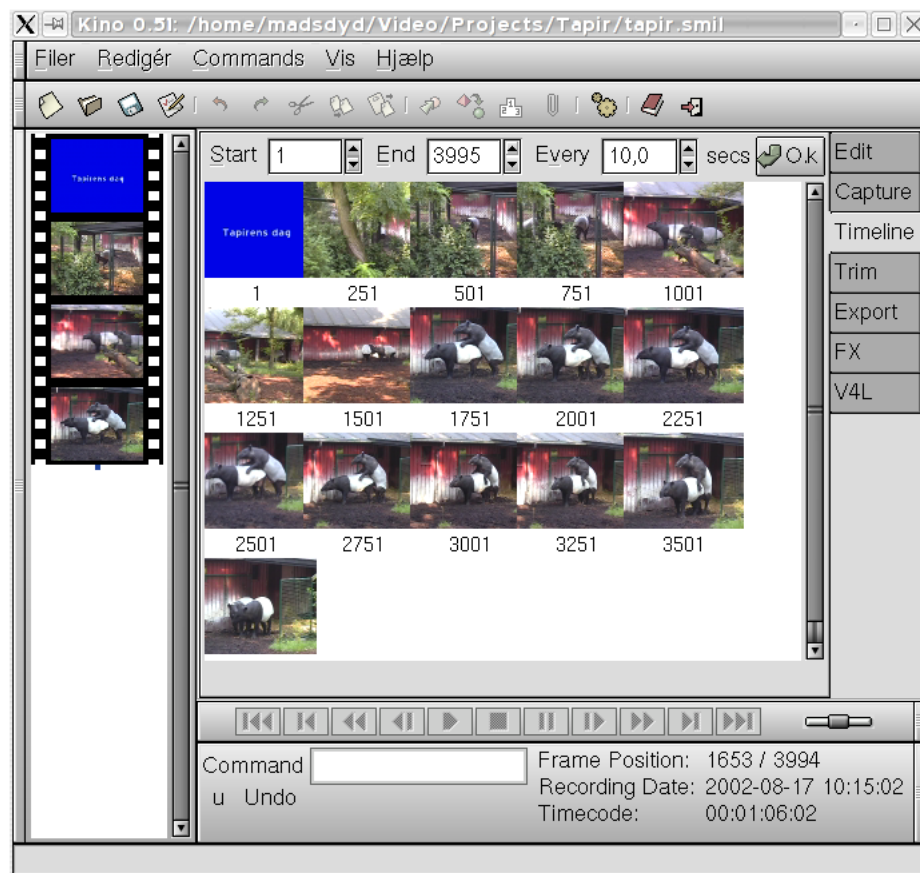 Kino 0.51: /home/madsdyd/Video/Projects/Tapir/tapir.smil
Filer Redigér Commands Vis Hjælp
Tapirens dag
Start 1 End 3995 Every 10,0 secs O.k
Edit
Capture
Timeline
Trim
Export
FX
V4L
Tapirens dag
1 251 501 751 1001
1251 1501 1751 2001 2251
2501 2751 3001 3251 3501
Command
u Undo
Frame Position: 1653 / 3994
Recording Date: 2002-08-17 10:15:02
Timecode: 00:01:06:02